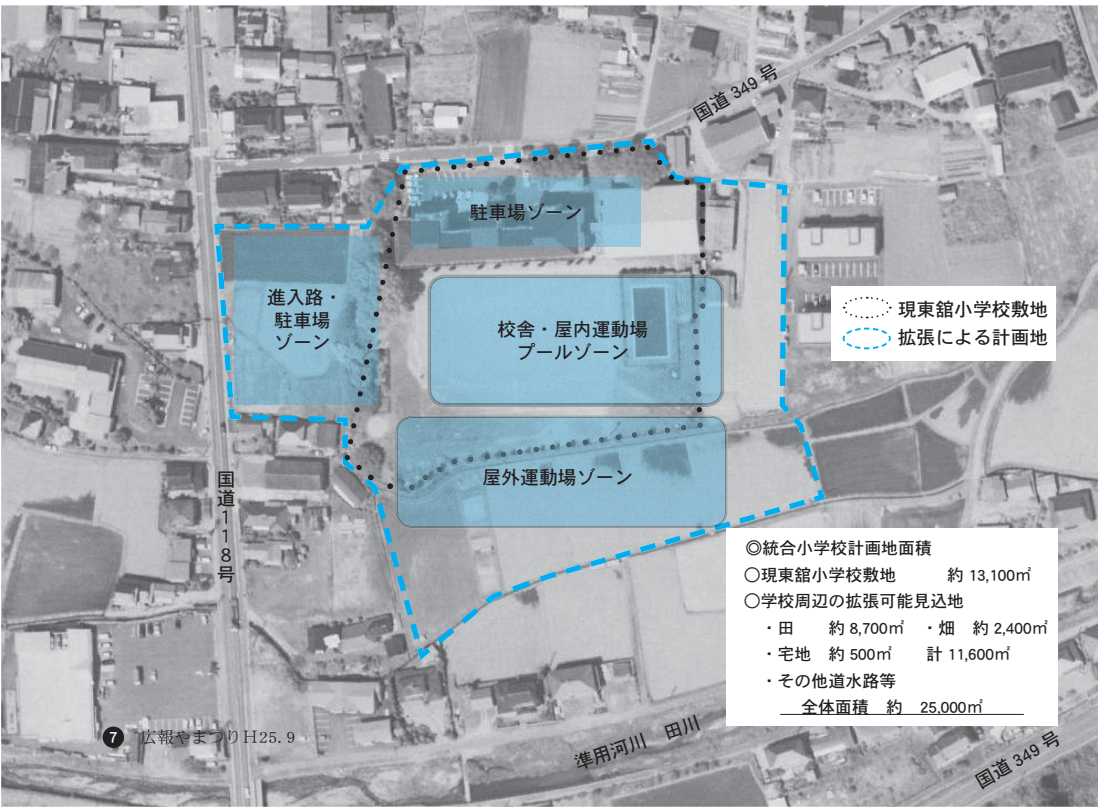 国道 349 号
駐車場ゾーン
進入路・
駐車場
ゾーン
校舎・屋内運動場
プールゾーン
現東舘小学校敷地
拡張による計画地
屋外運動場ゾーン
国道118号
◎統合小学校計画地面積
○現東舘小学校敷地 約 13,100㎡
○学校周辺の拡張可能見込地
・田 約 8,700㎡ ・畑 約 2,400㎡
・宅地 約 500㎡ 計 11,600㎡
・その他道水路等
全体面積 約 25,000㎡
7 広報やまつりH25. 9
準用河川 田川
国道 349 号